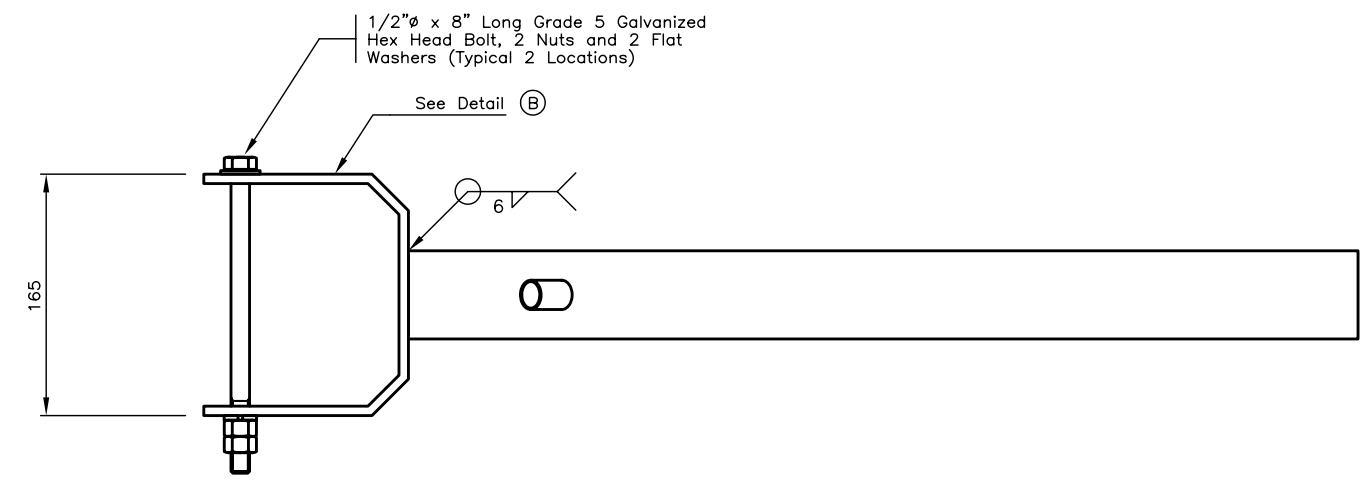 1/2"ø x 8" Long Grade 5 Galvanized
Hex Head Bolt, 2 Nuts and 2 Flat
Washers (Typical 2 Locations)
See Detail B
6
165